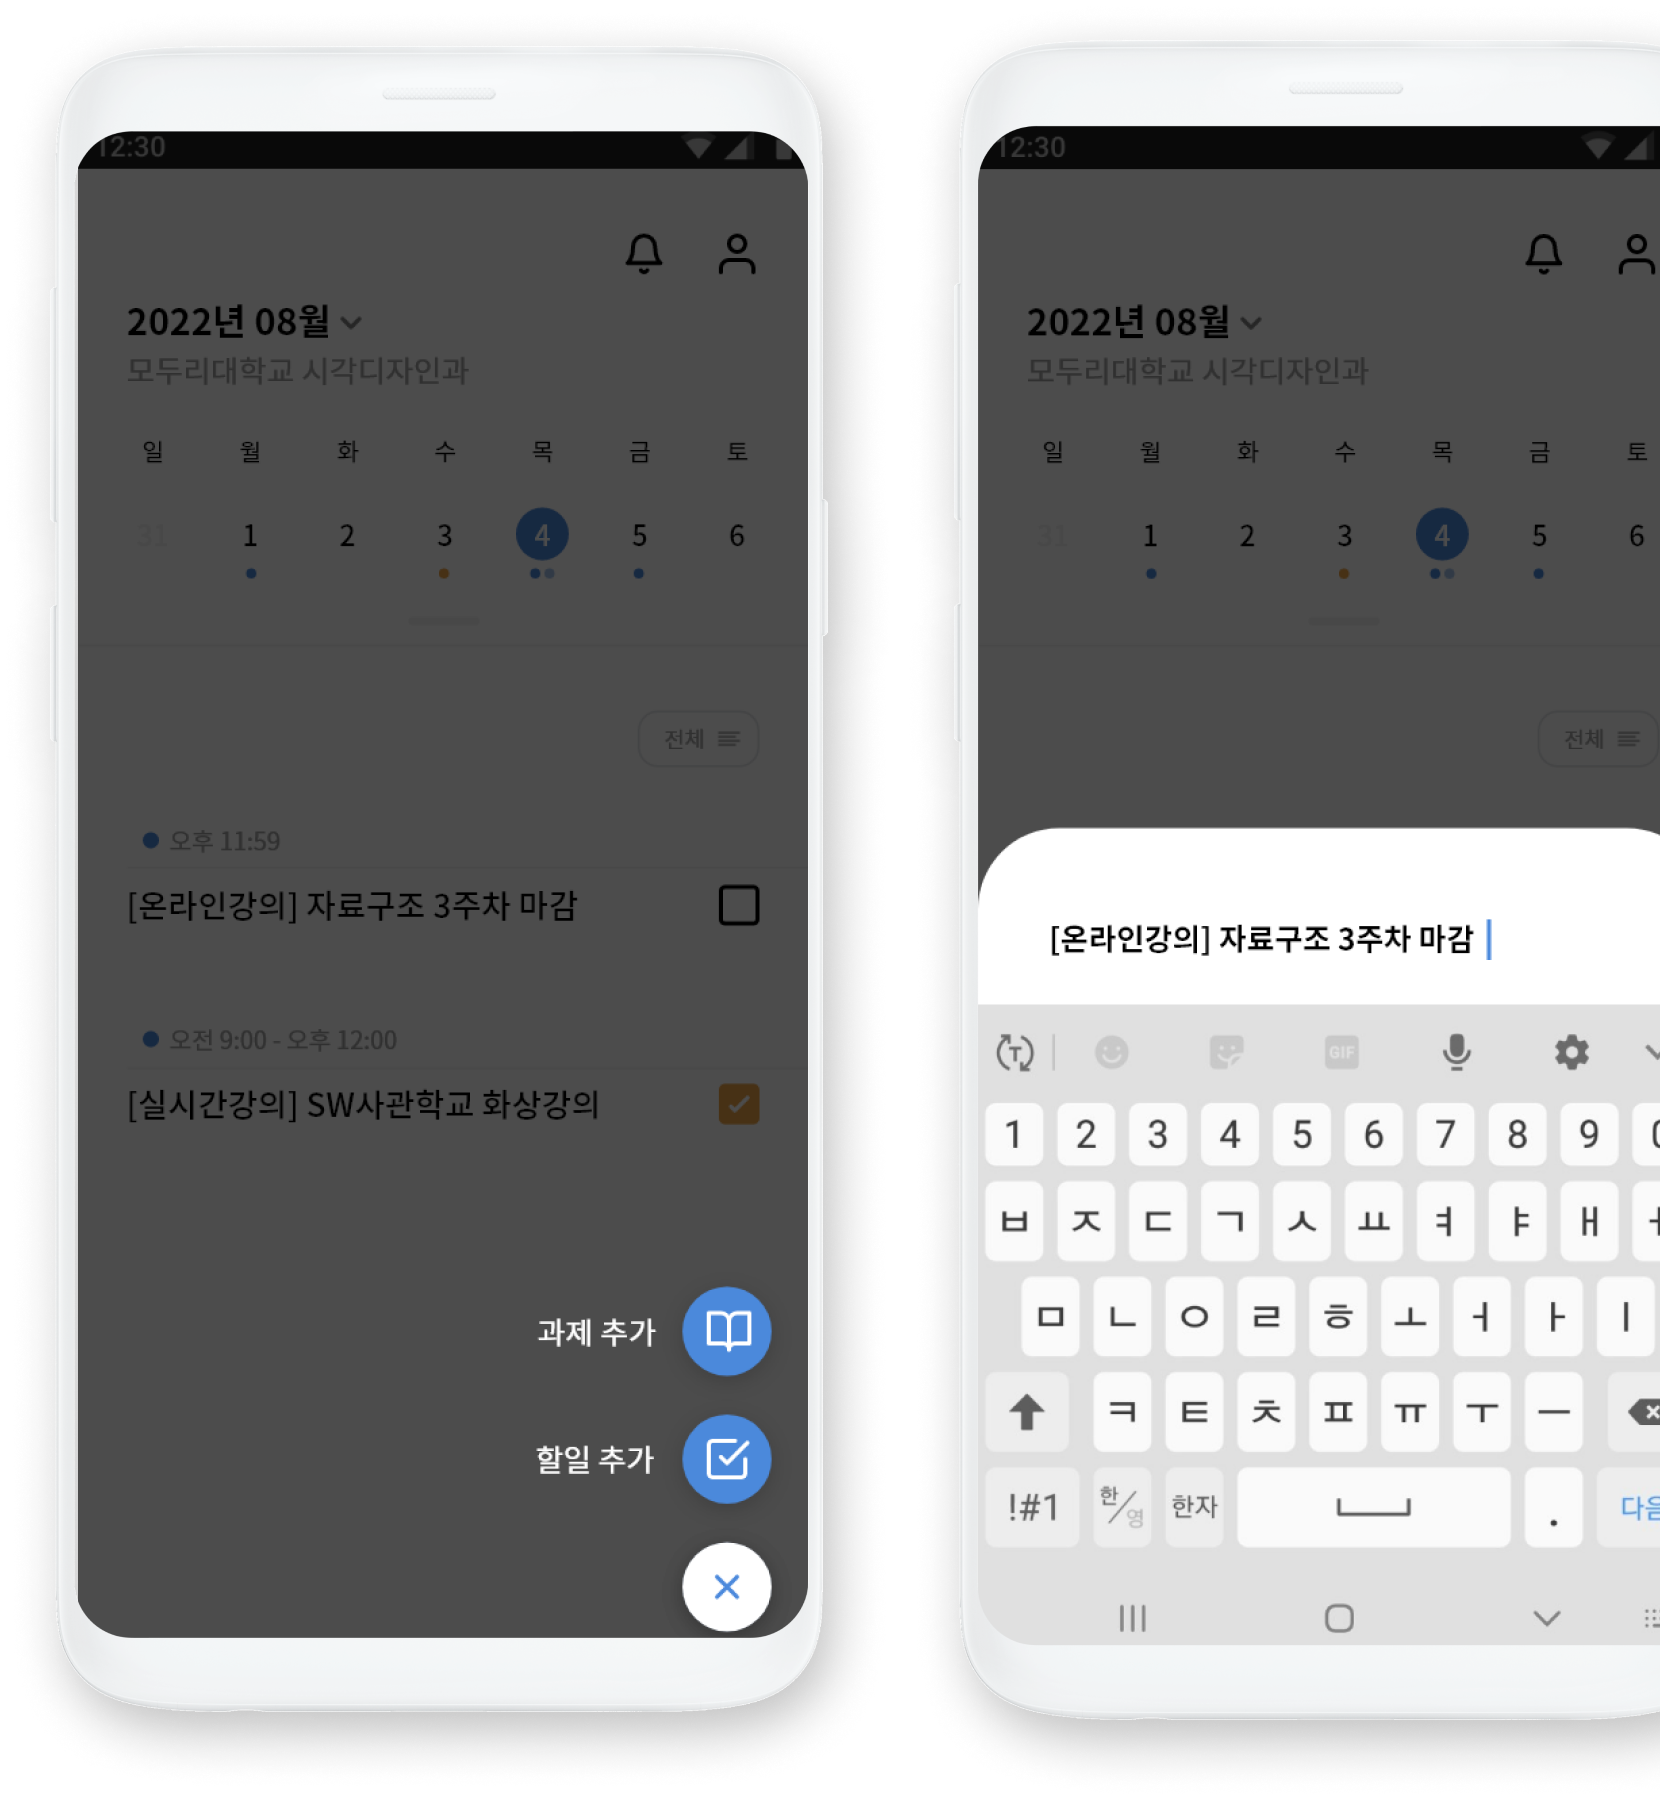 12:30
2022년 08월
모두리대학교 시각디자인과
일 월 화 수 목 금 토
31 1 2 3 4 5 6
전체
오후 11:59
[온라인강의] 자료구조 3주차 마감
오전 9:00 - 오후 12:00
[실시간강의] SW사관학교 화상강의
과제 추가
할일 추가
12:30
2022년 08월
모두리대학교 시각디자인과
일 월 화 수 목 금 토
31 1 2 3 4 5 6
전체
[온라인강의] 자료구조 3주차 마감
T GIF
1 2 3 4 5 6 7 8 9
ㅂ ㅈ ㄷ ㄱ ㅅ ㅛ ㅕ ㅑ ㅐ
ㅁ ㄴ ㅇ ㄹ ㅎ ㅗ ㅓ ㅏ ㅣ
ㅋ ㅌ ㅊ ㅍ ㅠ ㅜ ㅡ
!#1 한/영 한자 . 다음